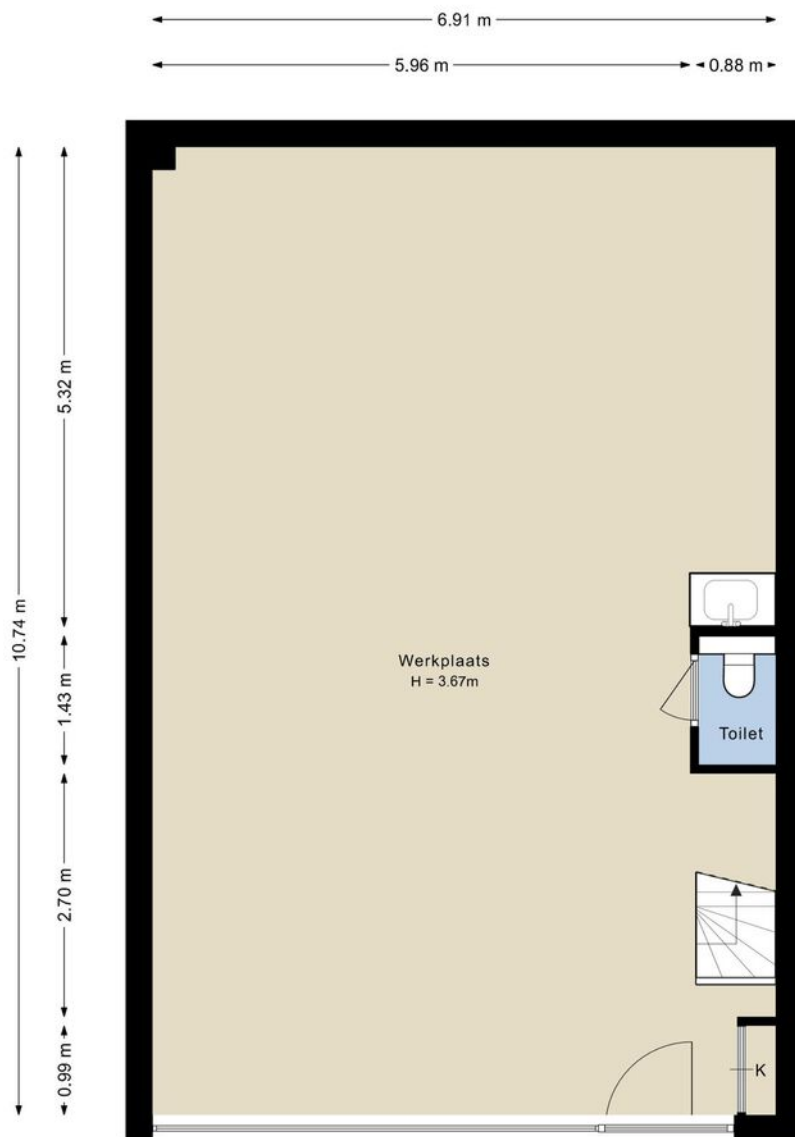 6.91 m
5.96 m
0.88 m
10.74 m
5.32 m
1.43 m
2.70 m
0.99 m
Werkplaats
H = 3.67m
Toilet
K